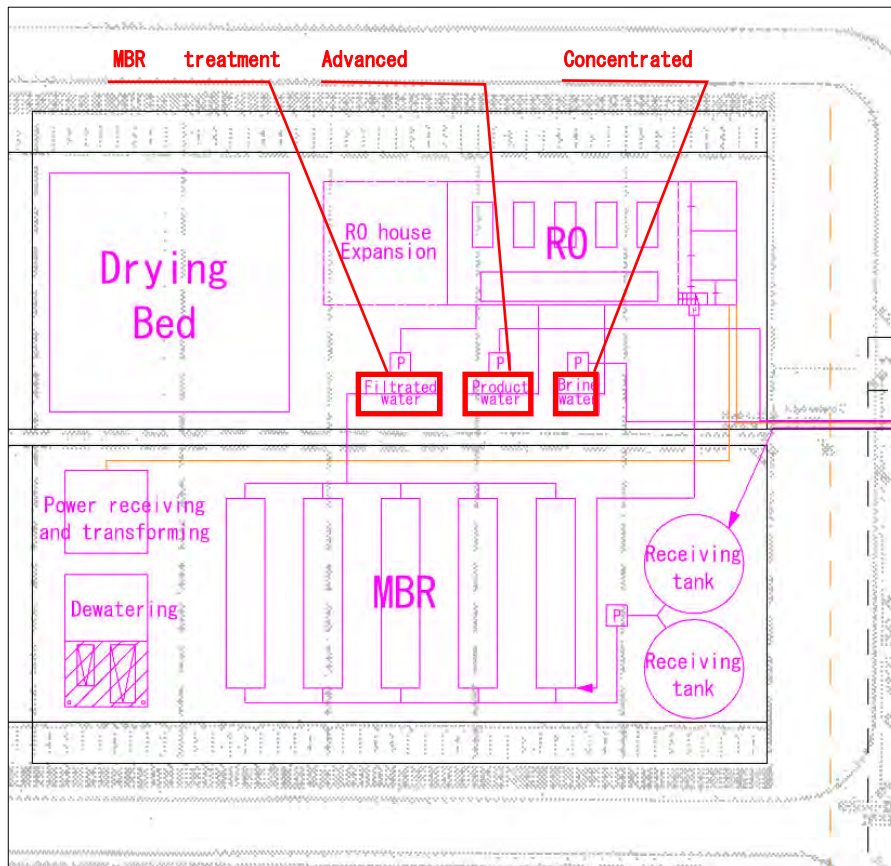 MBR treatment Advanced Concentrated
RO house
Expansion
RO
Drying
Bed
P P P P
Filtrated
water
Product
water
Brine
water
Power receiving
and transforming
Dewatering
MBR
P
Receiving
tank
Receiving
tank